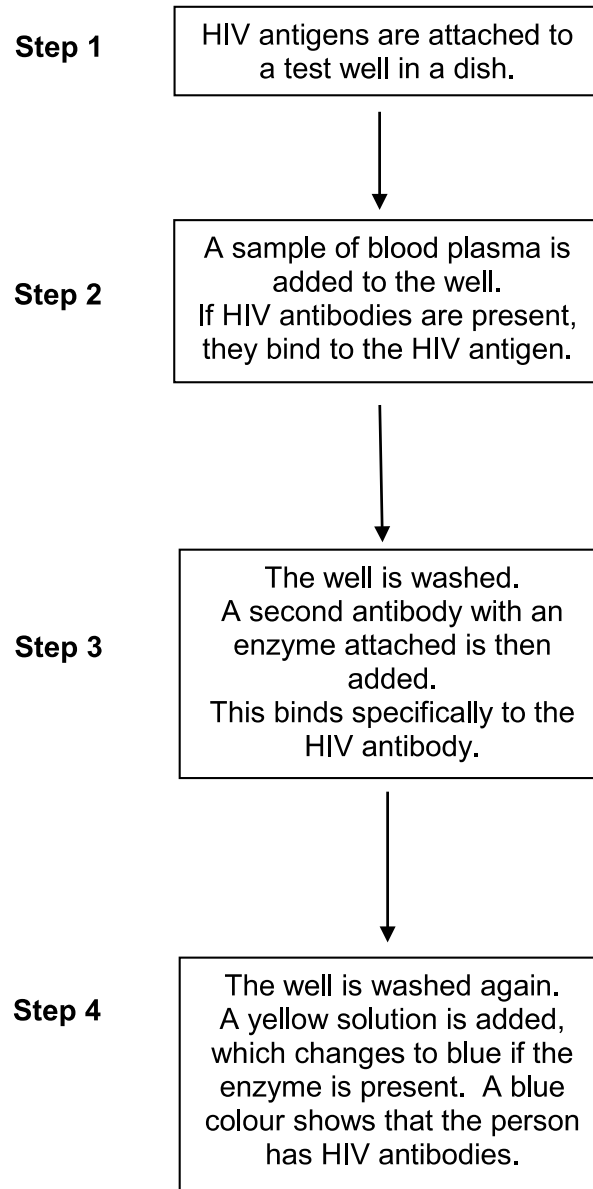 Step 1
HIV antigens are attached to
a test well in a dish.
Step 2
A sample of blood plasma is
added to the well.
If HIV antibodies are present,
they bind to the HIV antigen.
Step 3
The well is washed.
A second antibody with an
enzyme attached is then
added.
This binds specifically to the
HIV antibody.
Step 4
The well is washed again.
A yellow solution is added,
which changes to blue if the
enzyme is present.  A blue
colour shows that the person
has HIV antibodies.